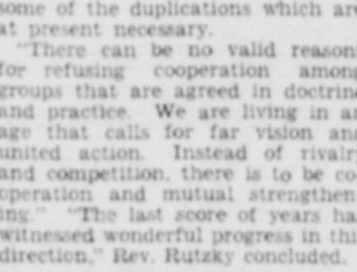 some of the duplications which are
at present necessary.
"There can be no valid reason
for refusing cooperation among
groups that are agreed in doctrine
and practice. We are living in an
age that calls for far vision and
united action. Instead of rivalry
and competition, there is to be co-
operation and mutual strengthen-
ing." "The last score of years ha
witnessed wonderful progress in thi
direction," Rev. Rutzky concluded.